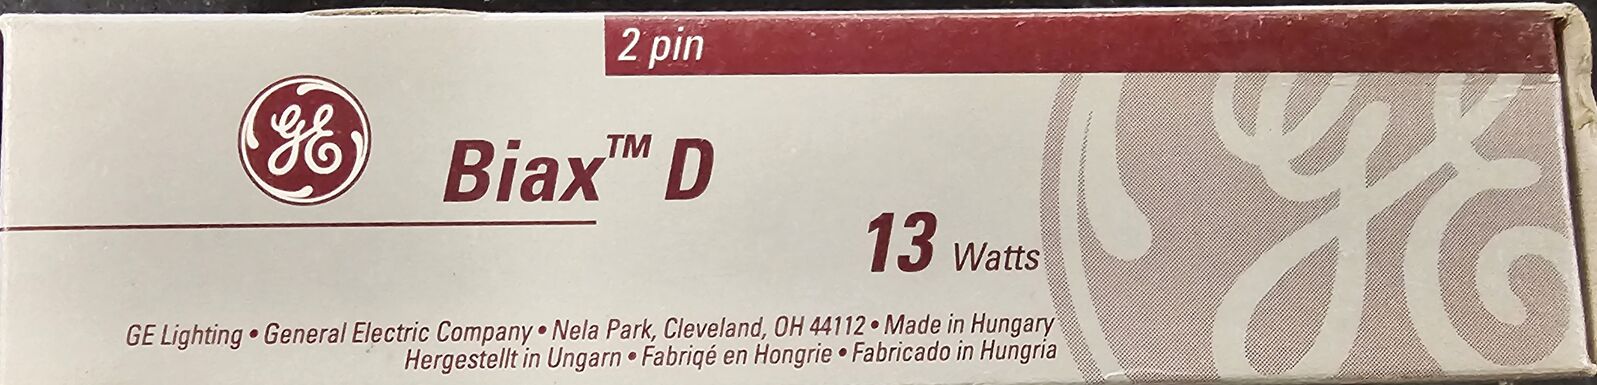 2 pin
GE
Biax™ D
13 Watts
GE Lighting • General Electric Company • Nela Park, Cleveland, OH 44112 • Made in Hungary
Hergestellt in Ungarn • Fabriqé en Hongrie • Fabricado in Hungria